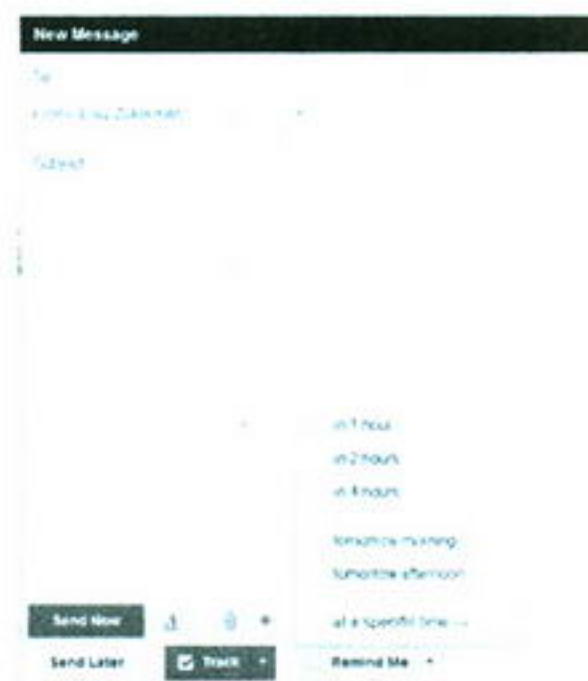 New Message
To
Subject
in 1 hour
in 2 hours
in 4 hours
tomorrow morning
tomorrow afternoon
at a specific time
Send Now
Send Later
Track
Remind Me